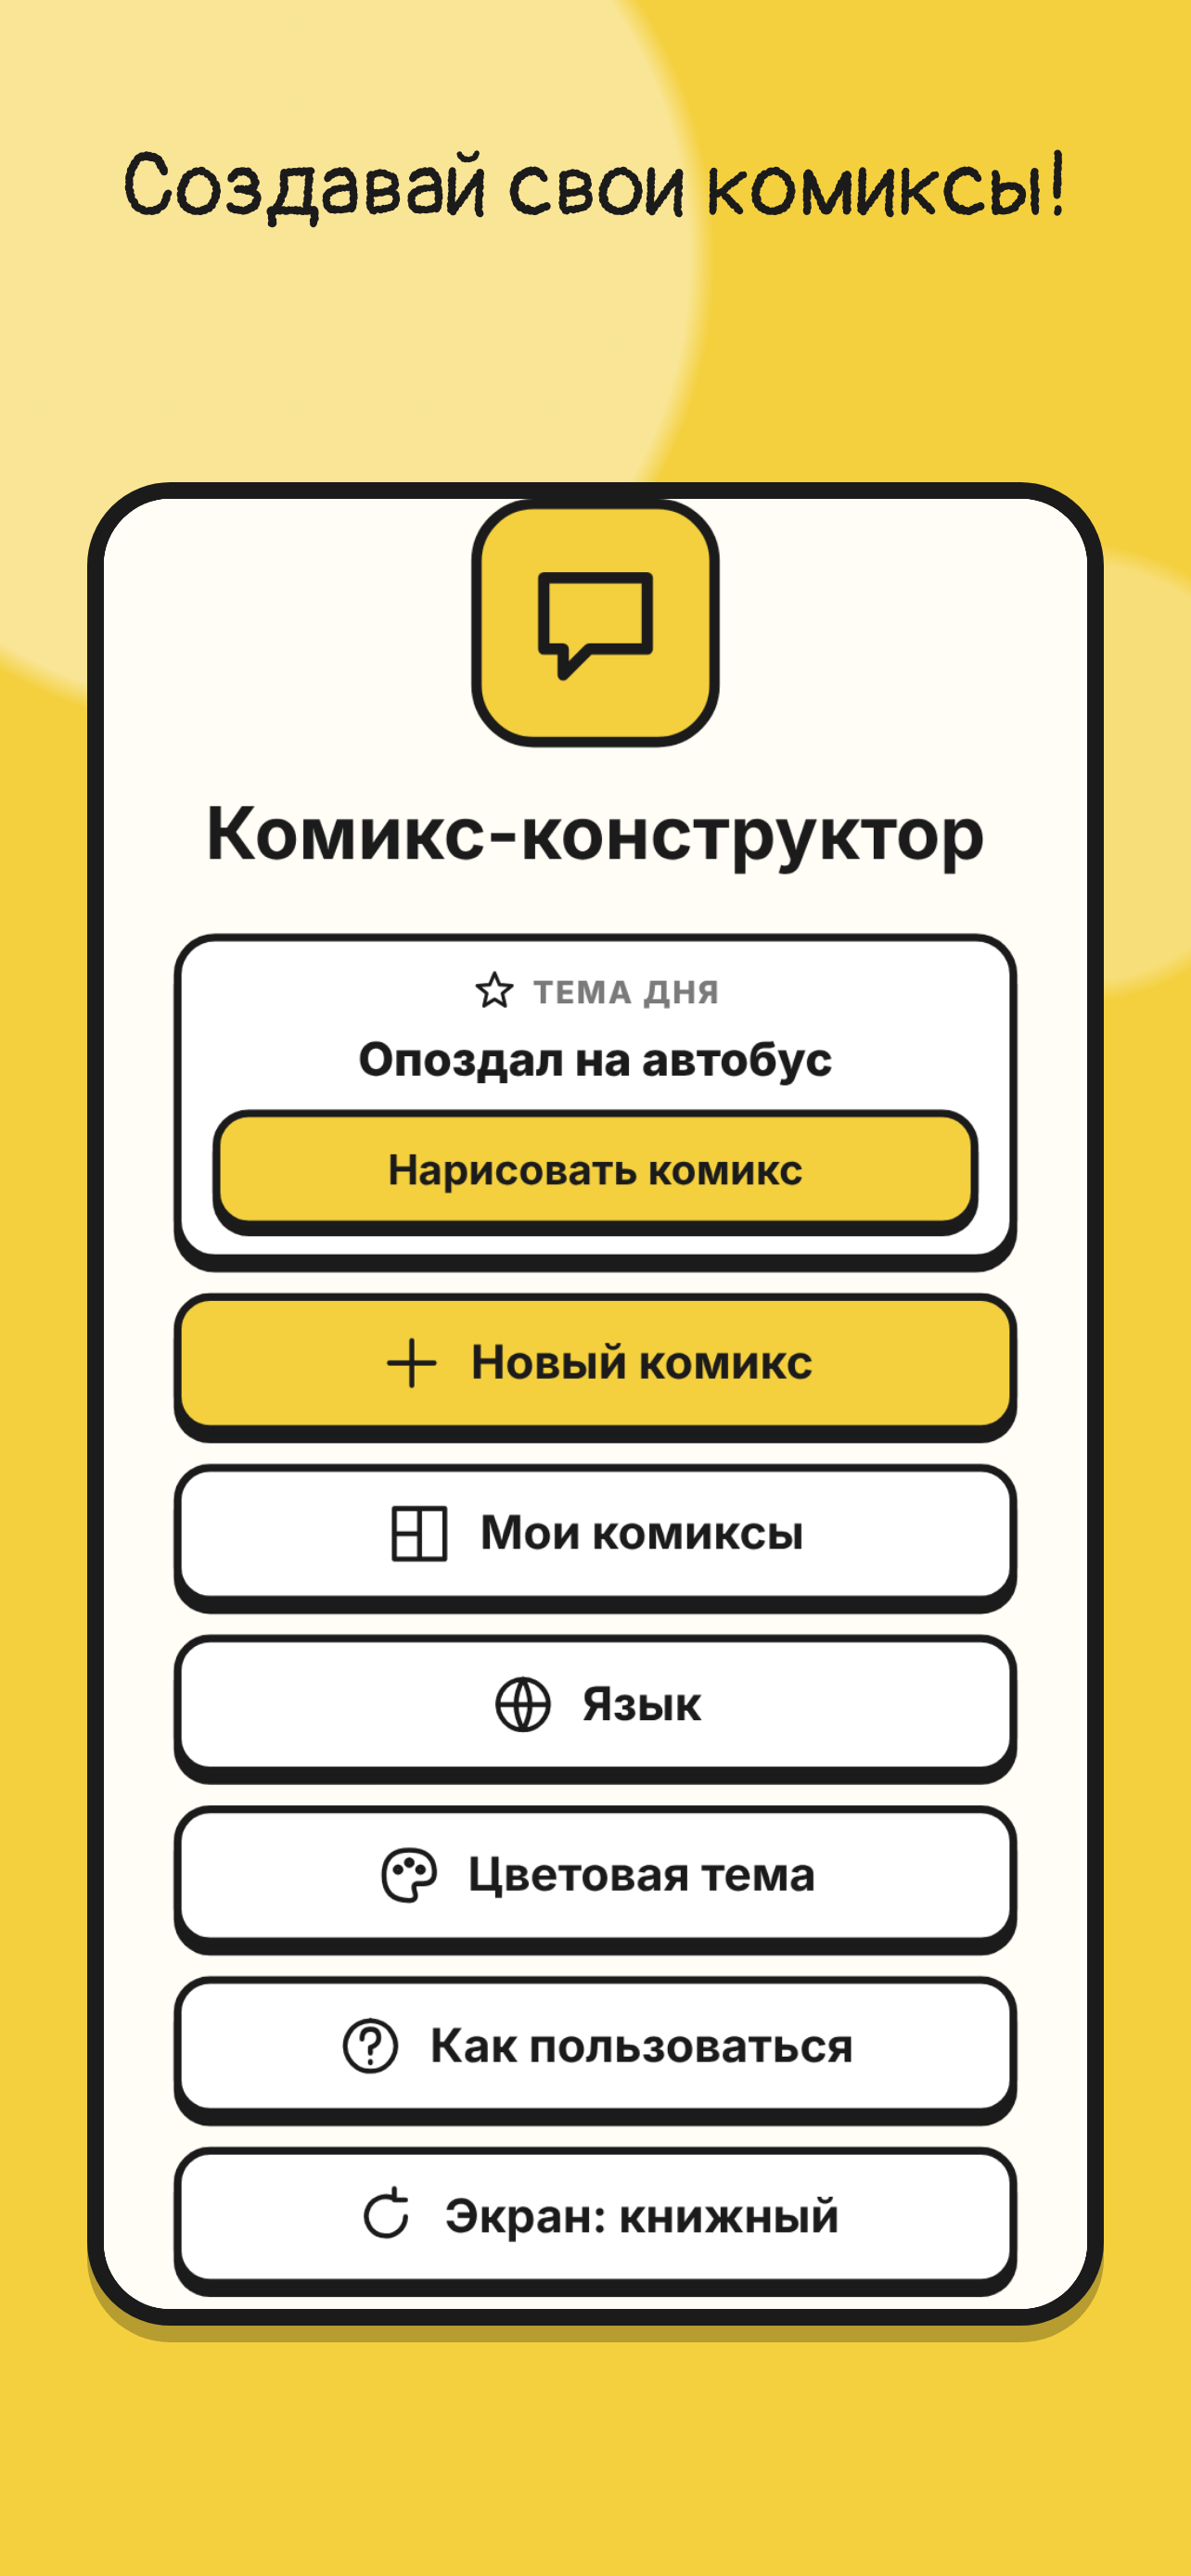 Создавай свои комиксы!
Комикс-конструктор
ТЕМА ДНЯ
Опоздал на автобус
Нарисовать комикс
Новый комикс
Мои комиксы
Язык
Цветовая тема
Как пользоваться
Экран: книжный